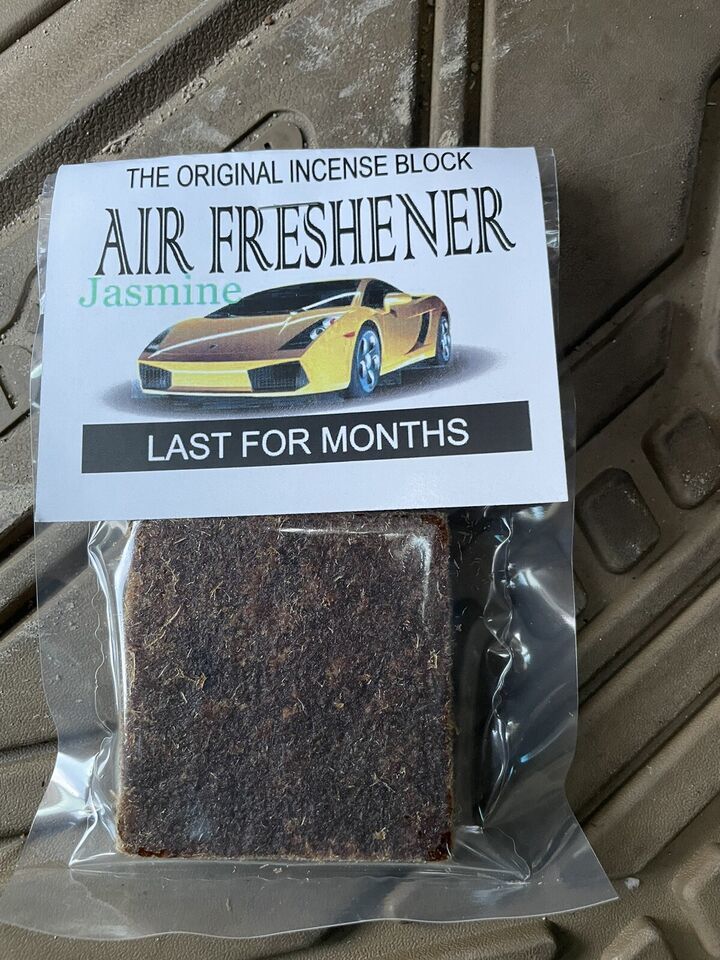 THE ORIGINAL INCENSE BLOCK
AIR FRESHENER
Jasmine
LAST FOR MONTHS